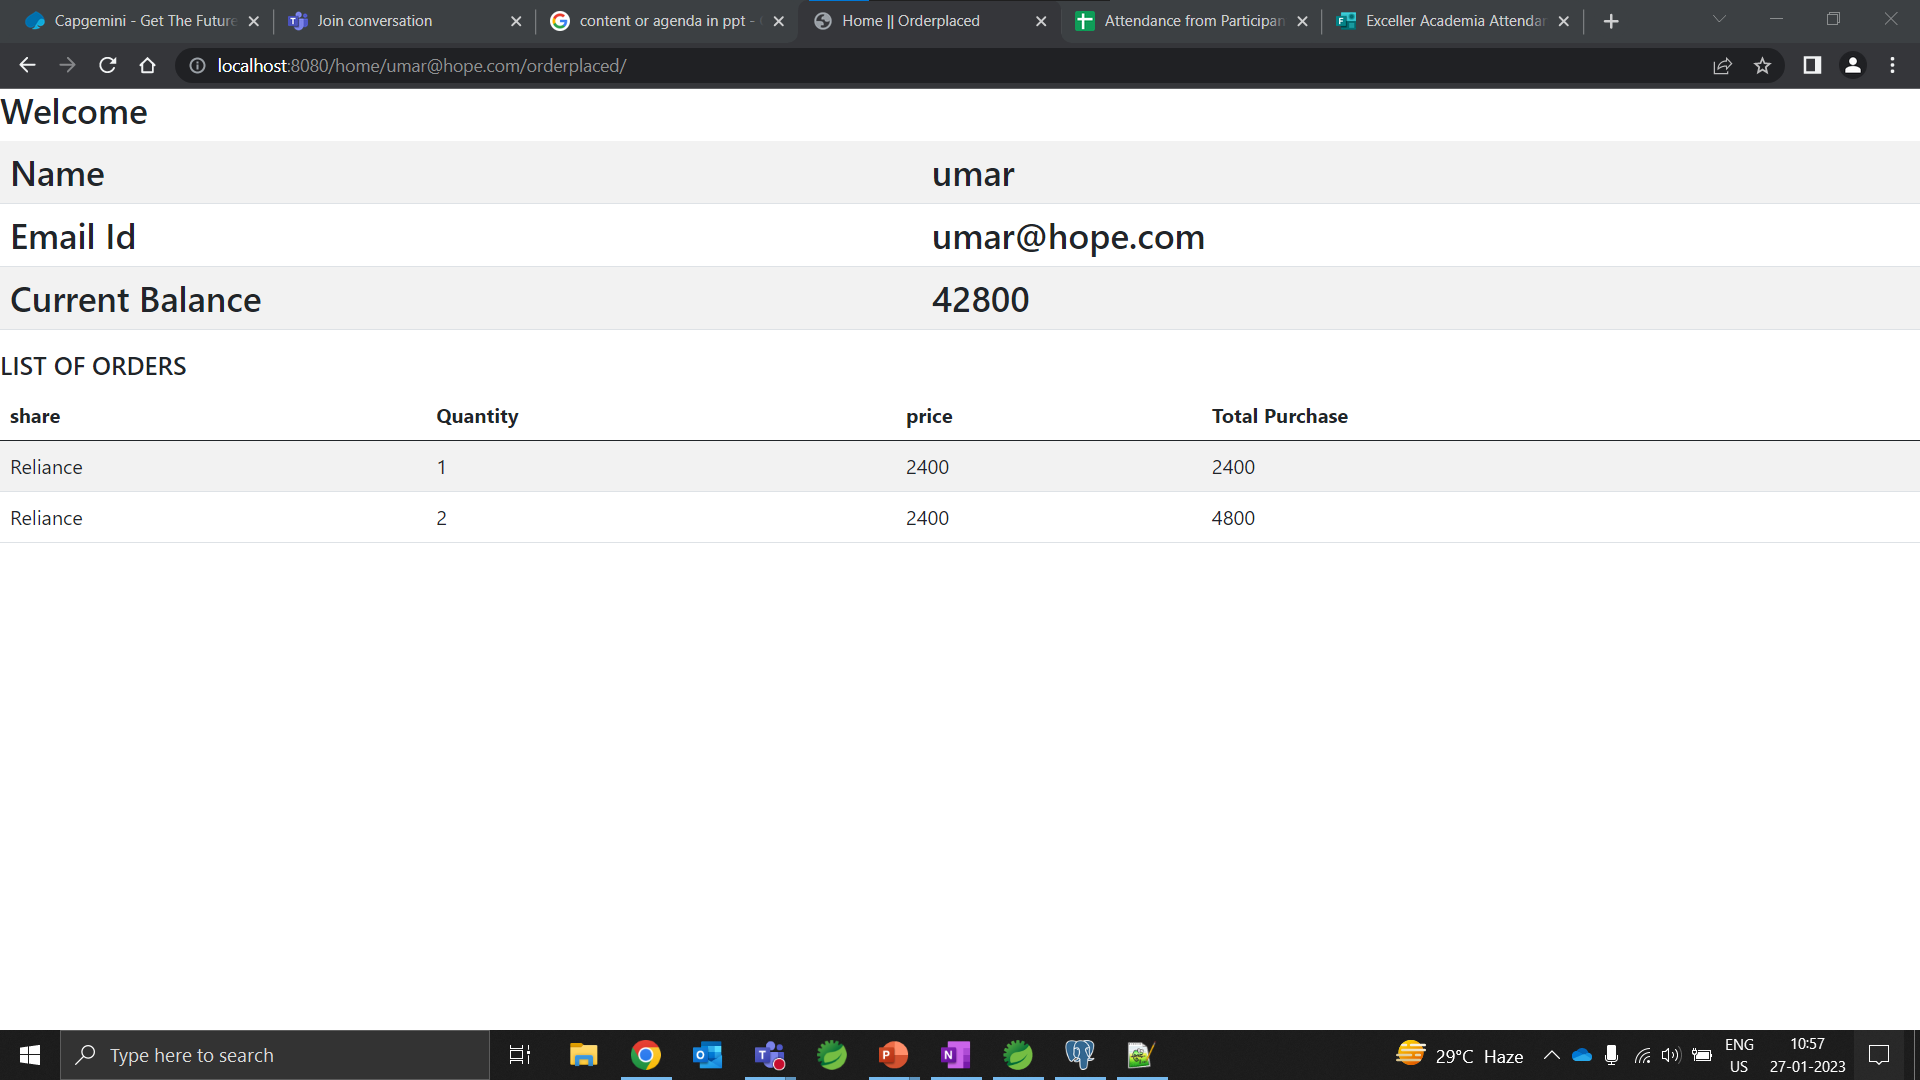 Capgemini - Get The Future
Join conversation
content or agenda in ppt -
Home || Orderplaced
Attendance from Participan
Exceller Academia Attendan
localhost:8080/home/umar@hope.com/orderplaced/
Welcome
Name umar
Email Id umar@hope.com
Current Balance 42800
LIST OF ORDERS
share Quantity price Total Purchase
Reliance 1 2400 2400
Reliance 2 2400 4800
Type here to search
29°C Haze
ENG
US
10:57
27-01-2023